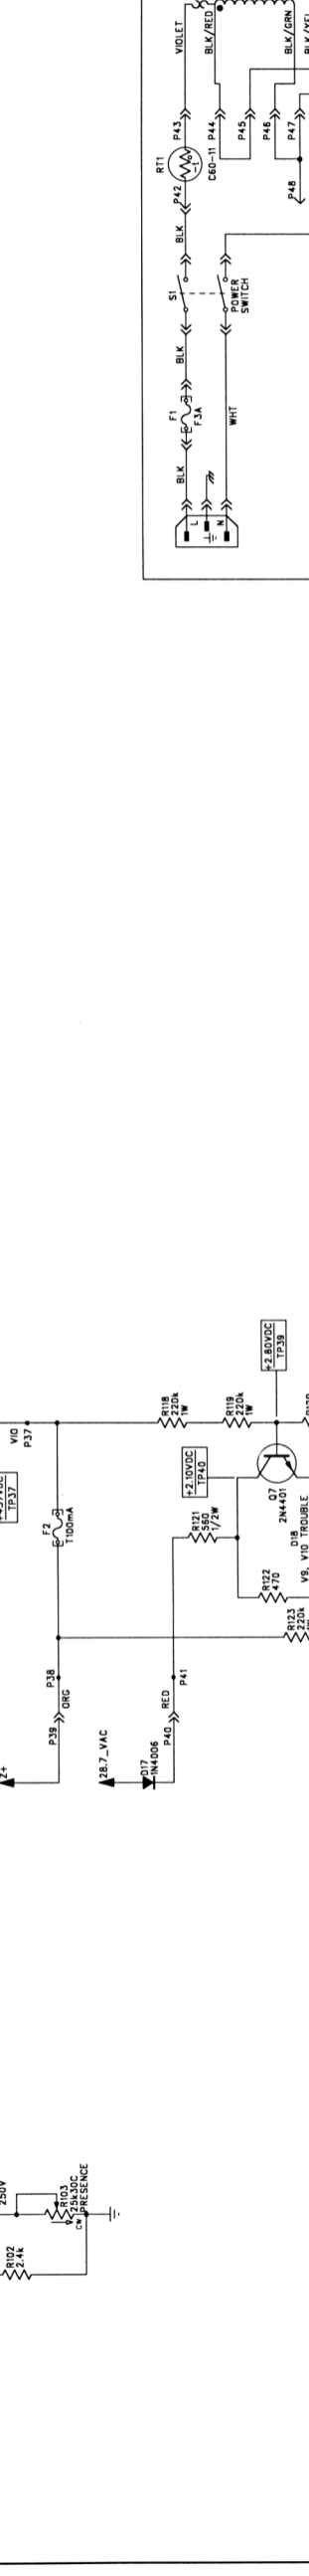 VIOLET
BLK/RED
BLK/GRN
BLK/YEL
P43
P44
P45
P46
P47
P48
RT1
C60-11
P42
BLK
S1
POWER
SWITCH
BLK
F1
F3A
WHT
BLK
L
N
VIO
P37
TP37
F2
T100mA
R118
220k
1W
R119
220k
1W
+2.80VDC
TP39
+2.10VDC
TP40
R121
560
1/2W
Q7
2N4401
D18
V9, V10 TROUBLE
R122
470
R123
220k
P38
ORG
P39
Z+
P41
RED
P40
28.7_VAC
D17
1N4006
250V
R103
25k30C
PRESENCE
CW
R102
2.4k